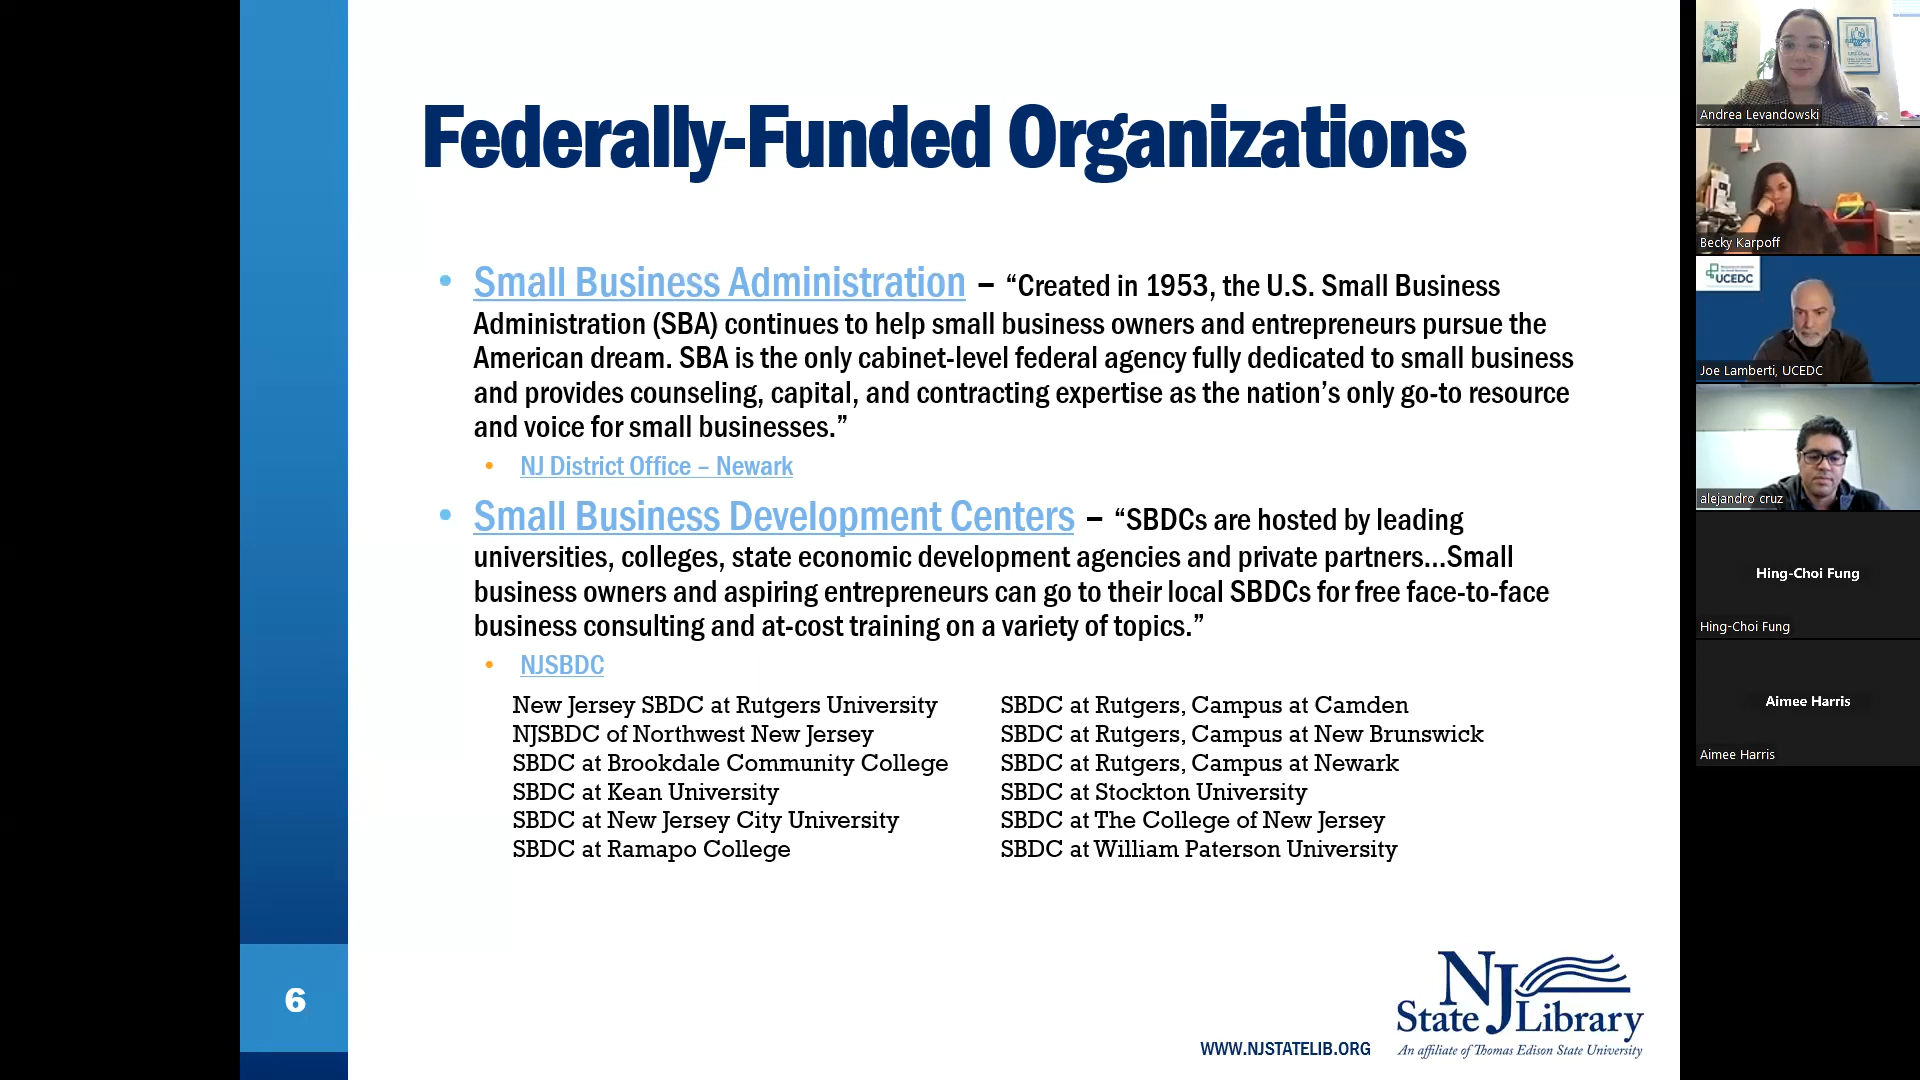 Federally-Funded Organizations
• Small Business Administration – “Created in 1953, the U.S. Small Business
Administration (SBA) continues to help small business owners and entrepreneurs pursue the
American dream. SBA is the only cabinet-level federal agency fully dedicated to small business
and provides counseling, capital, and contracting expertise as the nation’s only go-to resource
and voice for small businesses.”
• NJ District Office – Newark
• Small Business Development Centers – “SBDCs are hosted by leading
universities, colleges, state economic development agencies and private partners...Small
business owners and aspiring entrepreneurs can go to their local SBDCs for free face-to-face
business consulting and at-cost training on a variety of topics.”
• NJSBDC
New Jersey SBDC at Rutgers University
NJSBDC of Northwest New Jersey
SBDC at Brookdale Community College
SBDC at Kean University
SBDC at New Jersey City University
SBDC at Ramapo College
SBDC at Rutgers, Campus at Camden
SBDC at Rutgers, Campus at New Brunswick
SBDC at Rutgers, Campus at Newark
SBDC at Stockton University
SBDC at The College of New Jersey
SBDC at William Paterson University
6
WWW.NJSTATELIB.ORG
NJ
State Library
An affiliate of Thomas Edison State University
Andrea Levandowski
Becky Karpoff
UCEDC
Joe Lamberti, UCEDC
alejandro cruz
Hing-Choi Fung
Hing-Choi Fung
Aimee Harris
Aimee Harris